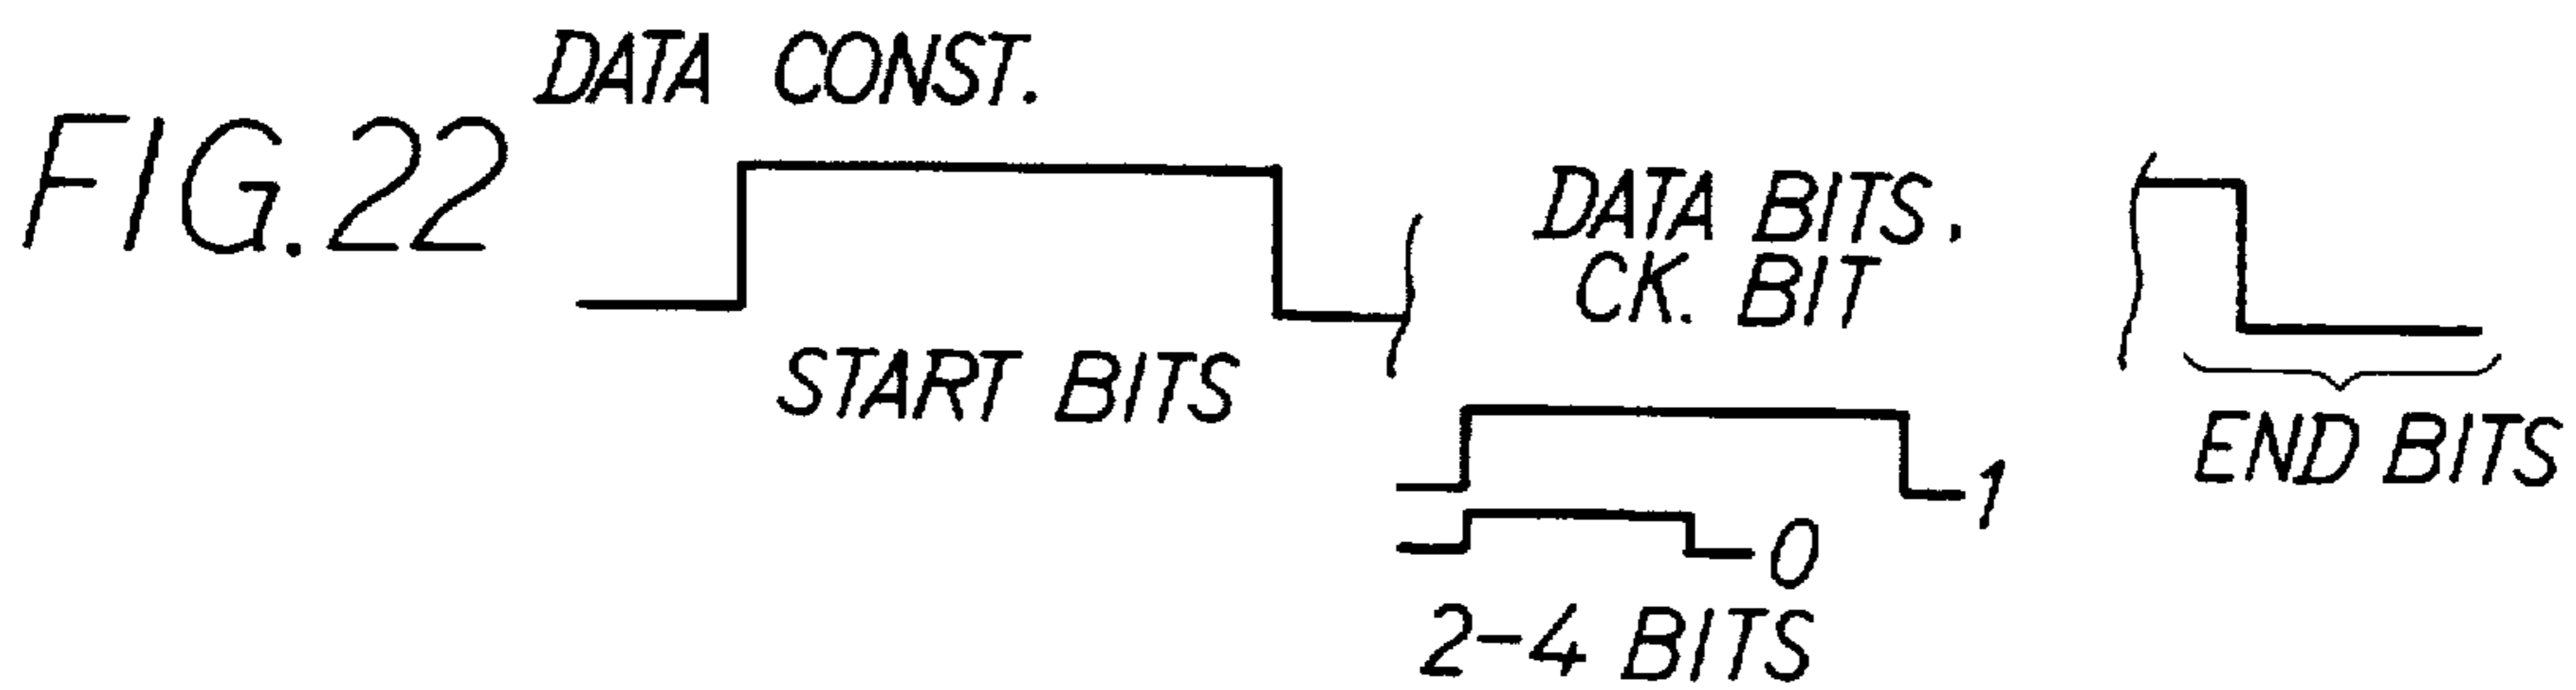 FIG.22
DATA CONST.
START BITS
DATA BITS.
CK. BIT
1
0
2-4 BITS
END BITS